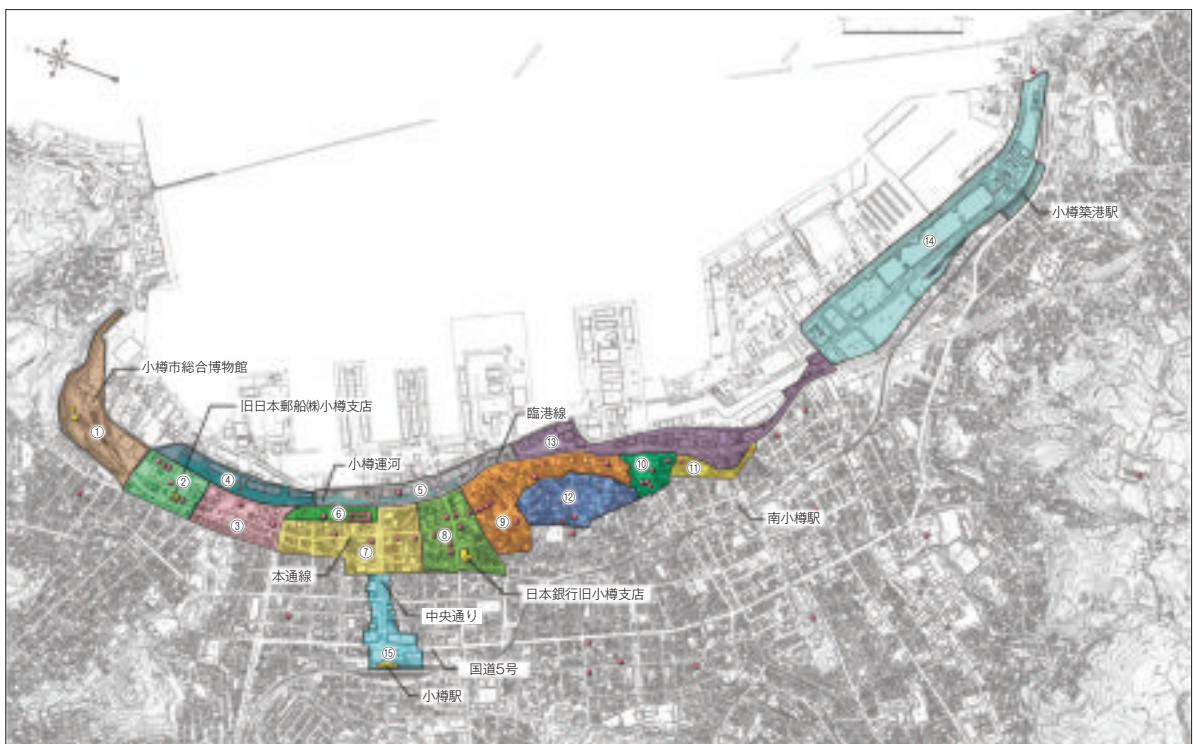 小樽築港駅
⑭
小樽市総合博物館
旧日本郵船㈱小樽支店
臨港線
①
⑬
小樽運河
⑩
⑪
②
④
⑤
⑫
⑥
③
⑨
南小樽駅
⑧
⑦
本通線
日本銀行旧小樽支店
中央通り
⑮
国道5号
小樽駅